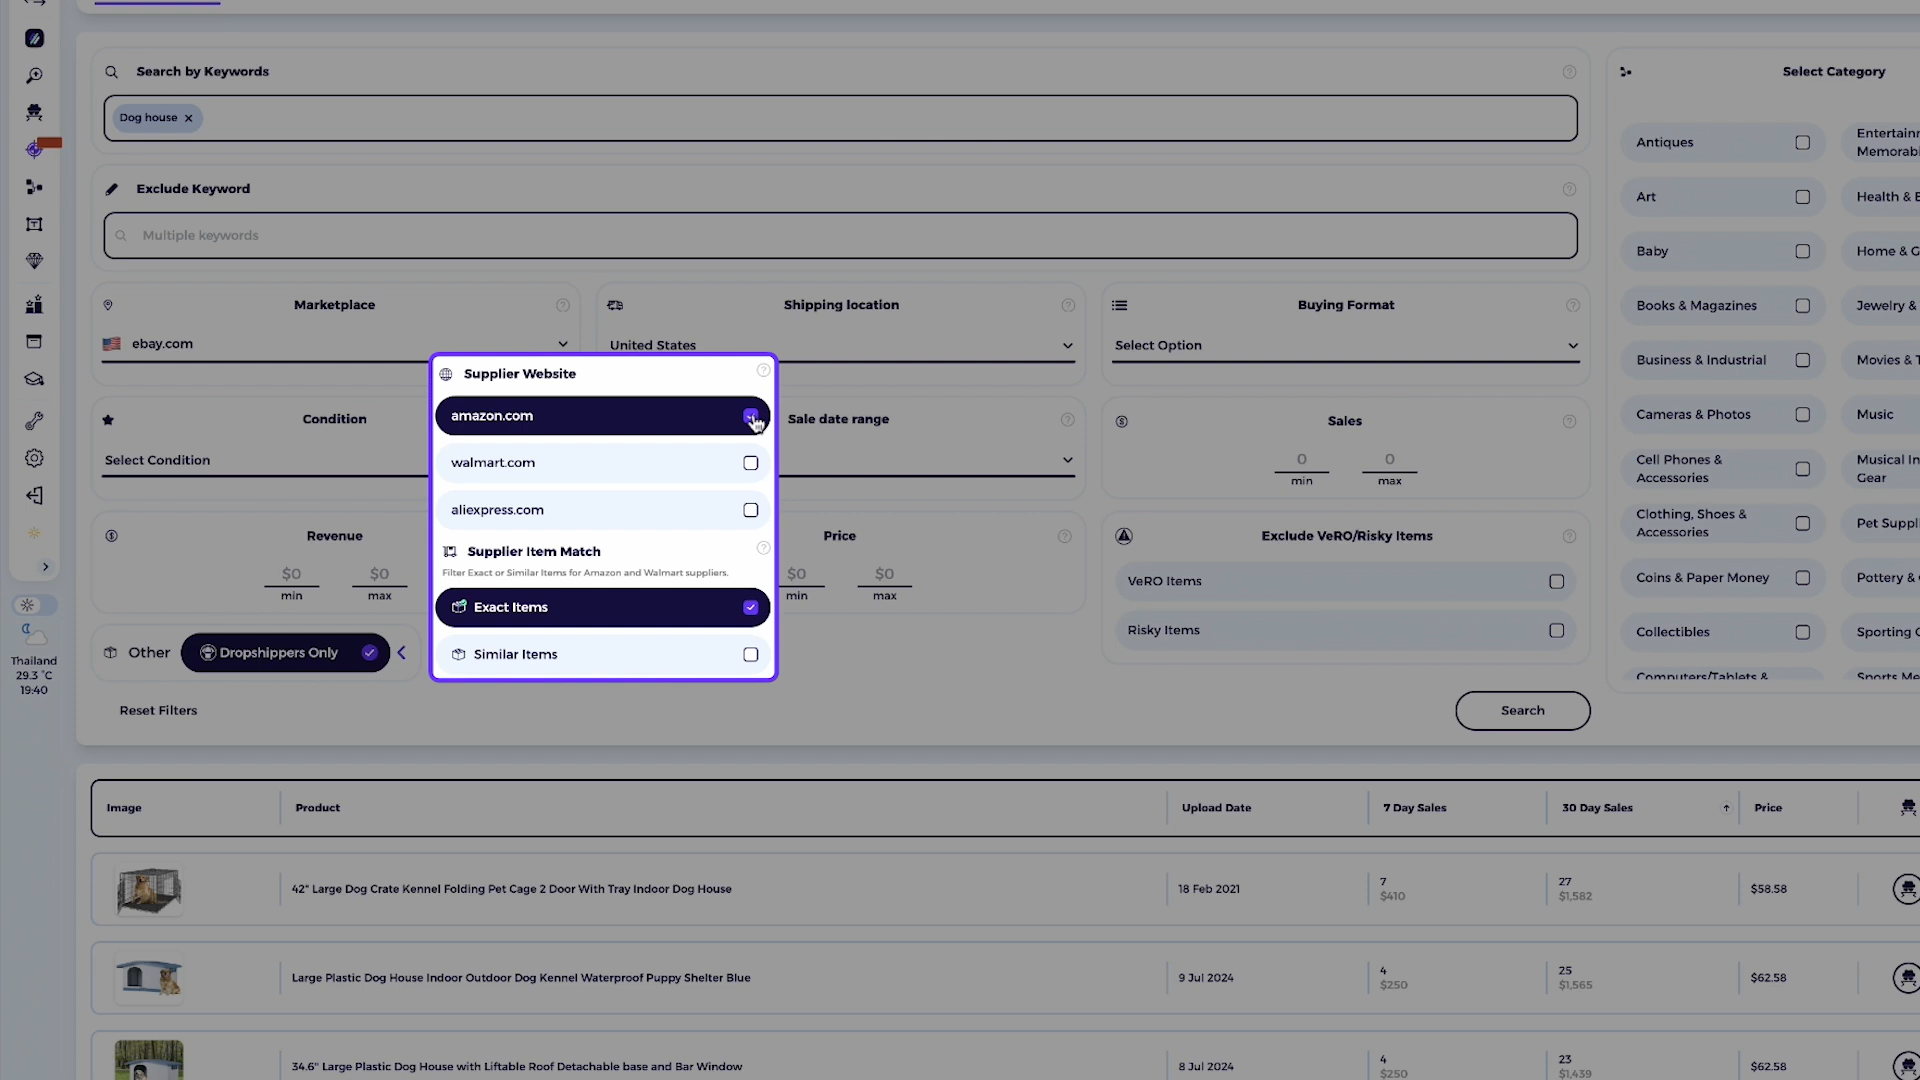 Search by Keywords
Dog house
Exclude Keyword
Multiple keywords
Marketplace
ebay.com
Shipping location
United States
Buying Format
Select Option
Condition
Select Condition
Supplier Website
amazon.com
walmart.com
aliexpress.com
Supplier Item Match
Filter Exact or Similar Items for Amazon and Walmart suppliers.
Exact Items
Similar Items
Sale date range
Sales
0
min
0
max
Revenue
$0
min
$0
max
Price
$0
min
$0
max
Exclude VeRO/Risky Items
VeRO Items
Risky Items
Other
Dropshippers Only
Reset Filters
Search
Select Category
Antiques
Art
Baby
Books & Magazines
Business & Industrial
Cameras & Photos
Cell Phones &
Accessories
Clothing, Shoes &
Accessories
Coins & Paper Money
Collectibles
Computers/Tablets &
Entertainn
Memorabi
Health & B
Home & G
Jewelry &
Movies & T
Music
Musical In
Gear
Pet Suppl
Pottery &
Sporting
Sports Me
Thailand
29.3 °C
19:40
Image
Product
Upload Date
7 Day Sales
30 Day Sales
Price
42" Large Dog Crate Kennel Folding Pet Cage 2 Door With Tray Indoor Dog House
18 Feb 2021
7
$410
27
$1,582
$58.58
Large Plastic Dog House Indoor Outdoor Dog Kennel Waterproof Puppy Shelter Blue
9 Jul 2024
4
$250
25
$1,565
$62.58
34.6" Large Plastic Dog House with Liftable Roof Detachable base and Bar Window
8 Jul 2024
4
$250
23
$1,439
$62.58